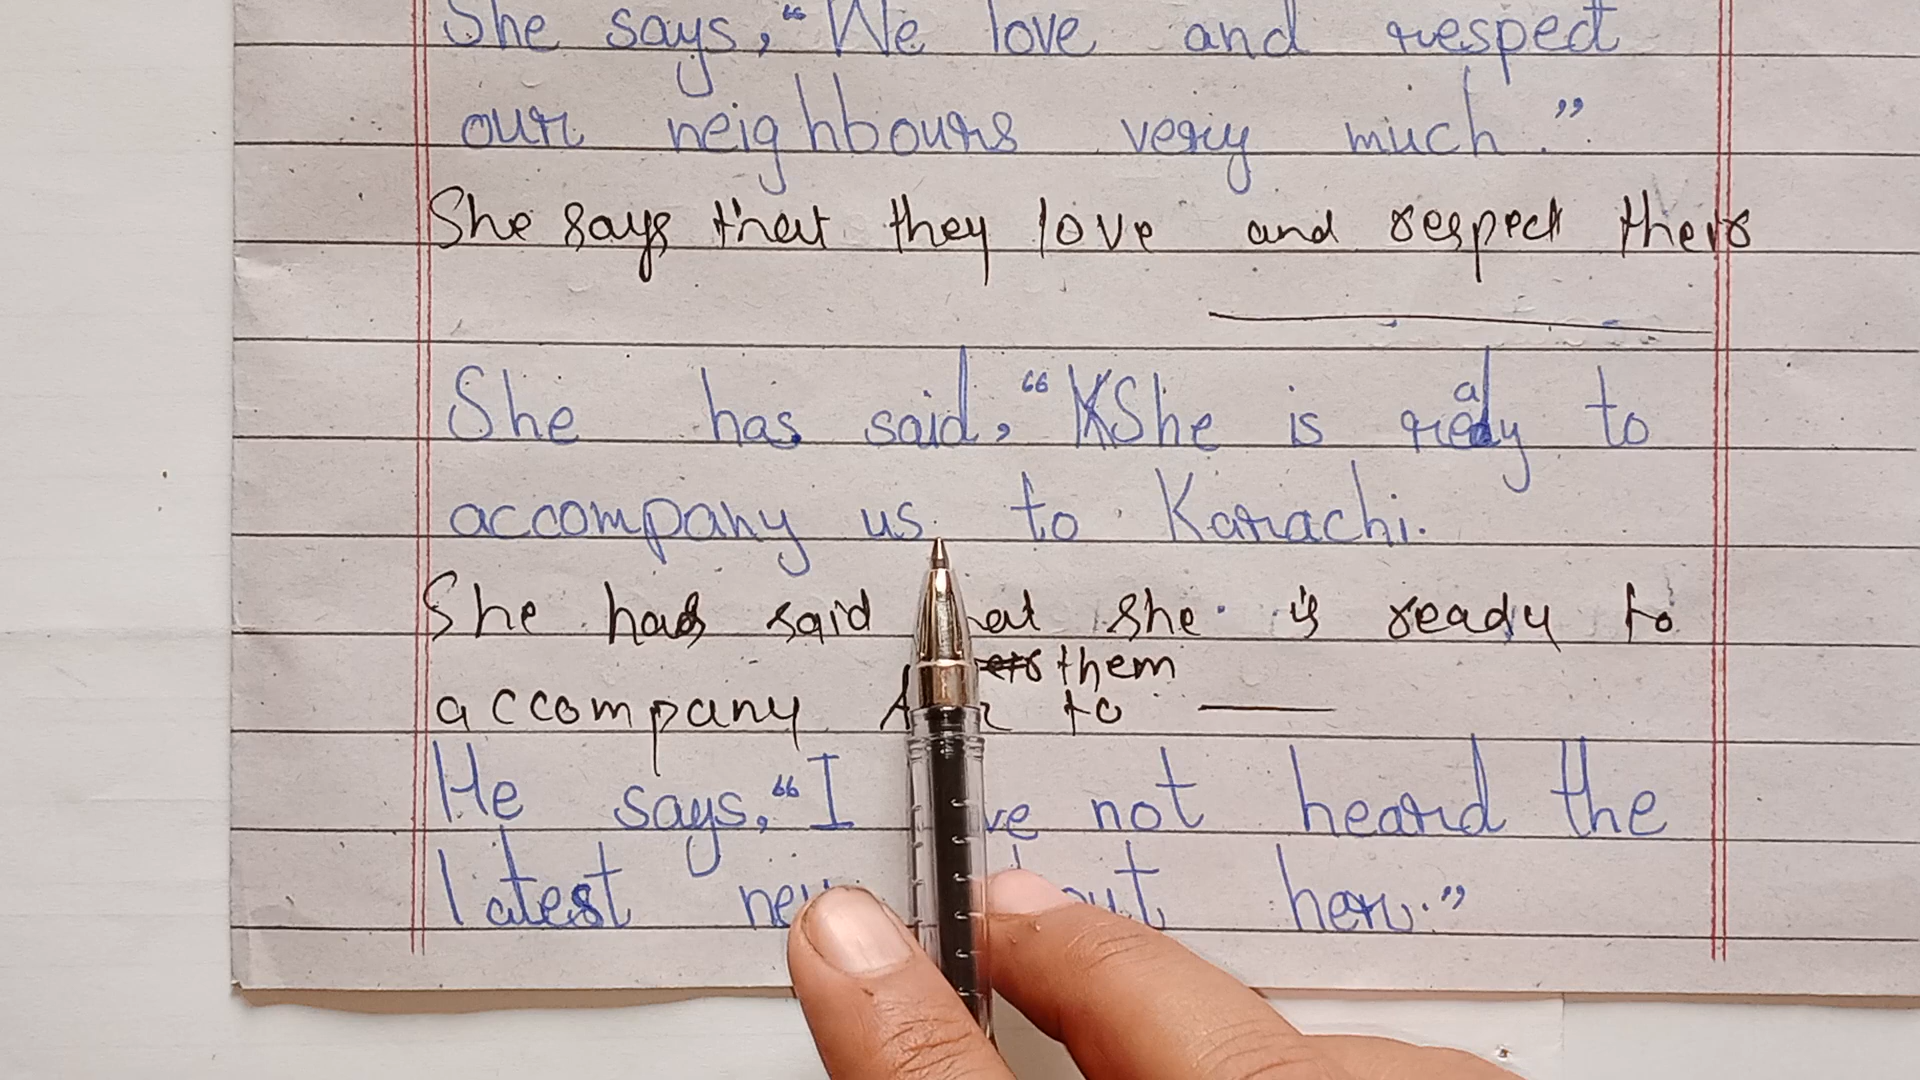 She says, “We love and respect
our neighbours very much.”
She says that they love and respect their
She has said, “She is ready to
accompany us to Karachi.
She has said she is ready to
them
accompany to
He says, “I not heard the
latest her.”